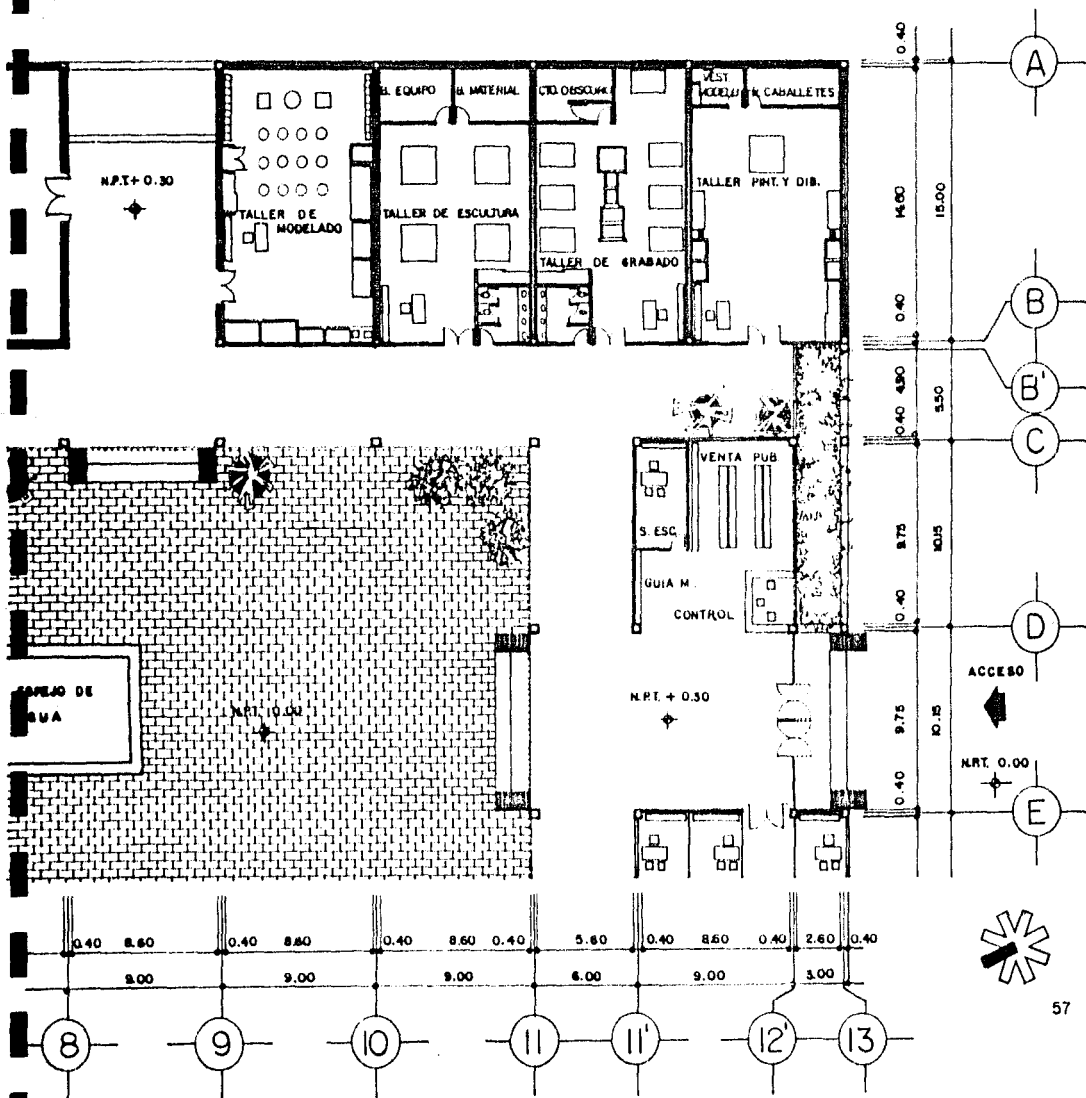 0.40
A
B. EQUIPO
B. MATERIAL
CTO. OBSCURO
VEST.
MODELO
B. CABALLETES
N.P.T.+ 0.30
TALLER DE
MODELADO
TALLER DE ESCULTURA
TALLER DE GRABADO
TALLER PINT. Y DIB.
14.60
15.00
0.40
B
B'
4.90
5.50
0.40
C
VENTA PUB.
S. ESC.
9.75
10.15
GUIA M.
CONTROL
0.40
D
ESPEJO DE
AGUA
N.P.T. 0.00
N.P.T. + 0.30
ACCESO
9.75
10.15
N.P.T. 0.00
0.40
E
0.40 8.60 0.40 8.60 0.40 8.60 0.40 5.60 0.40 8.60 0.40 2.60 0.40
9.00 9.00 9.00 6.00 9.00 3.00
57
8 9 10 11 11' 12' 13